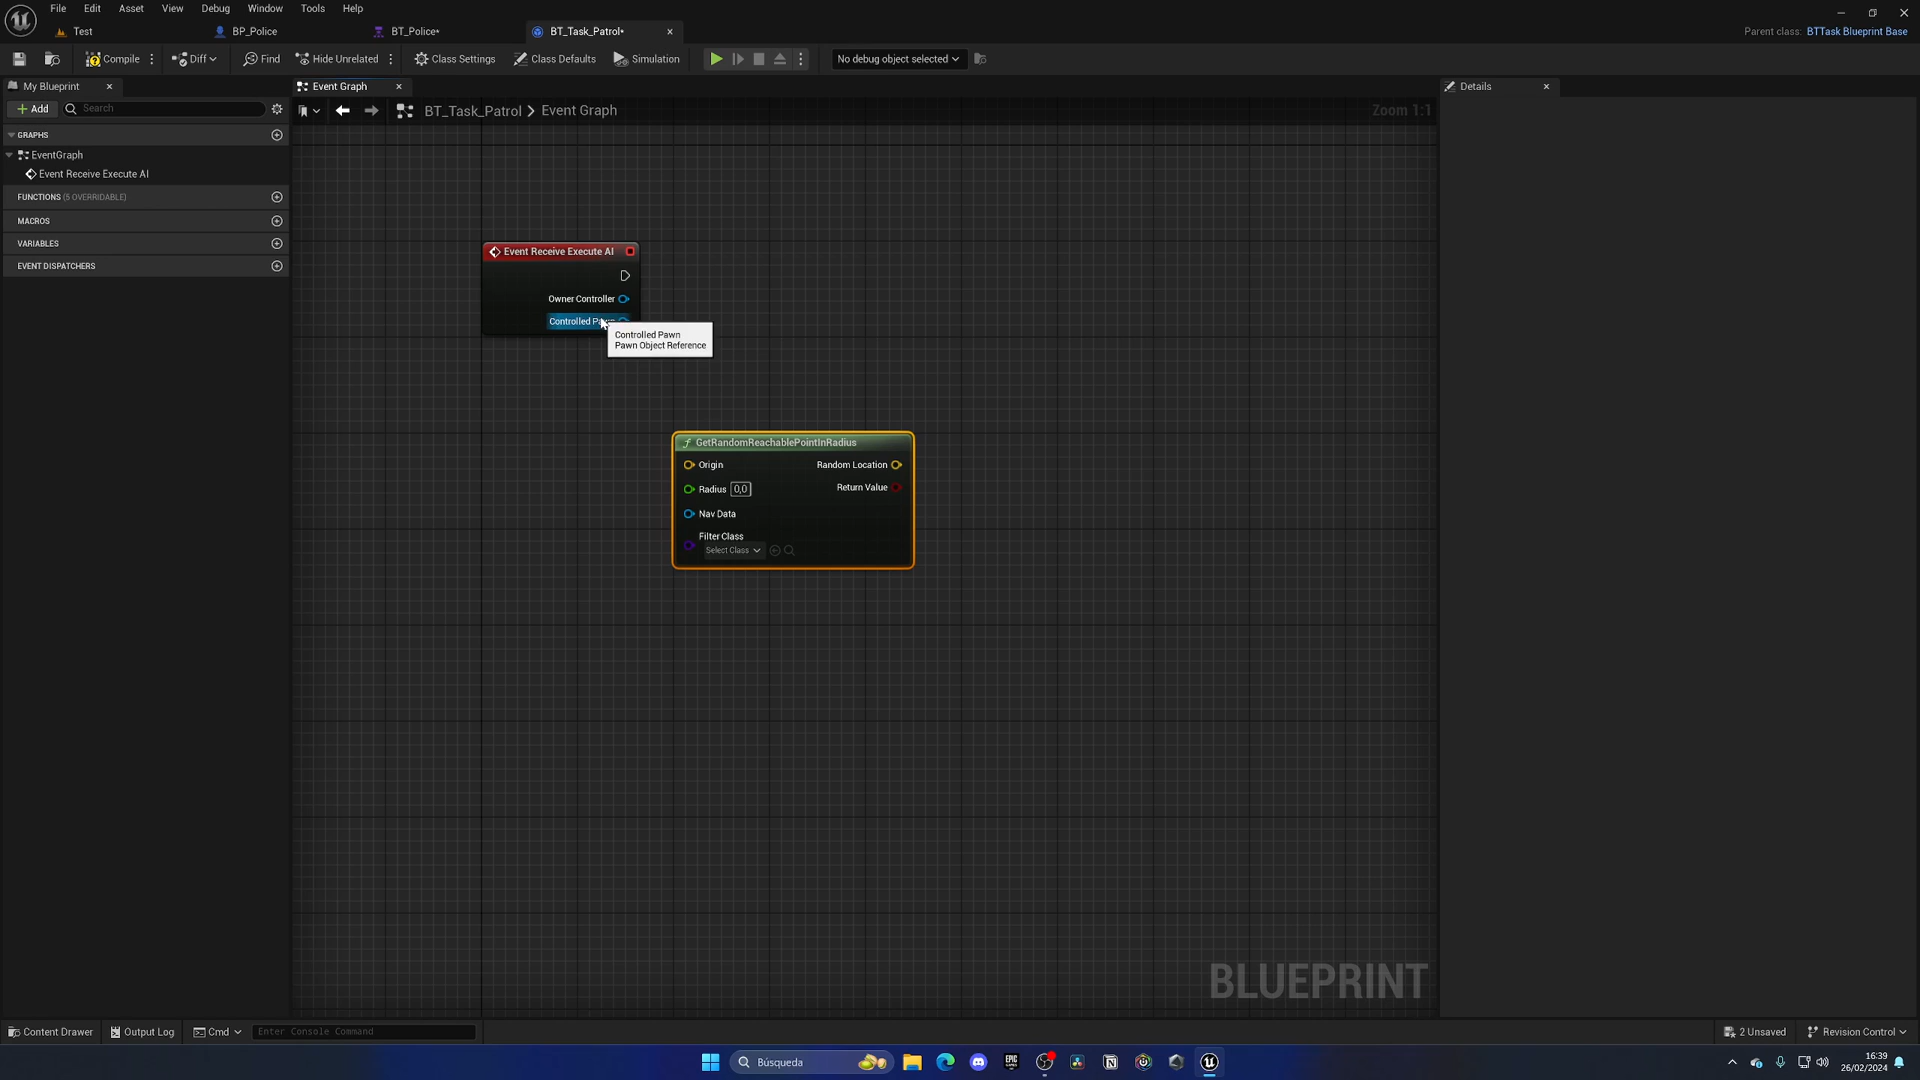 File Edit Asset View Debug Window Tools Help
Test BP_Police BT_Police* BT_Task_Patrol*
Parent class: BTTask Blueprint Base
Compile Diff Find Hide Unrelated Class Settings Class Defaults Simulation No debug object selected
My Blueprint
Event Graph
Details
Add Search
BT_Task_Patrol > Event Graph
Zoom 1:1
GRAPHS
EventGraph
Event Receive Execute AI
FUNCTIONS (5 OVERRIDABLE)
MACROS
VARIABLES
EVENT DISPATCHERS
Event Receive Execute AI
Owner Controller
Controlled
Controlled Pawn
Pawn Object Reference
GetRandomReachablePointInRadius
Origin Random Location
Radius 0,0 Return Value
Nav Data
Filter Class
Select Class
BLUEPRINT
Content Drawer Output Log Cmd Enter Console Command
2 Unsaved Revision Control
Búsqueda
EPIC
16:39
26/02/2024